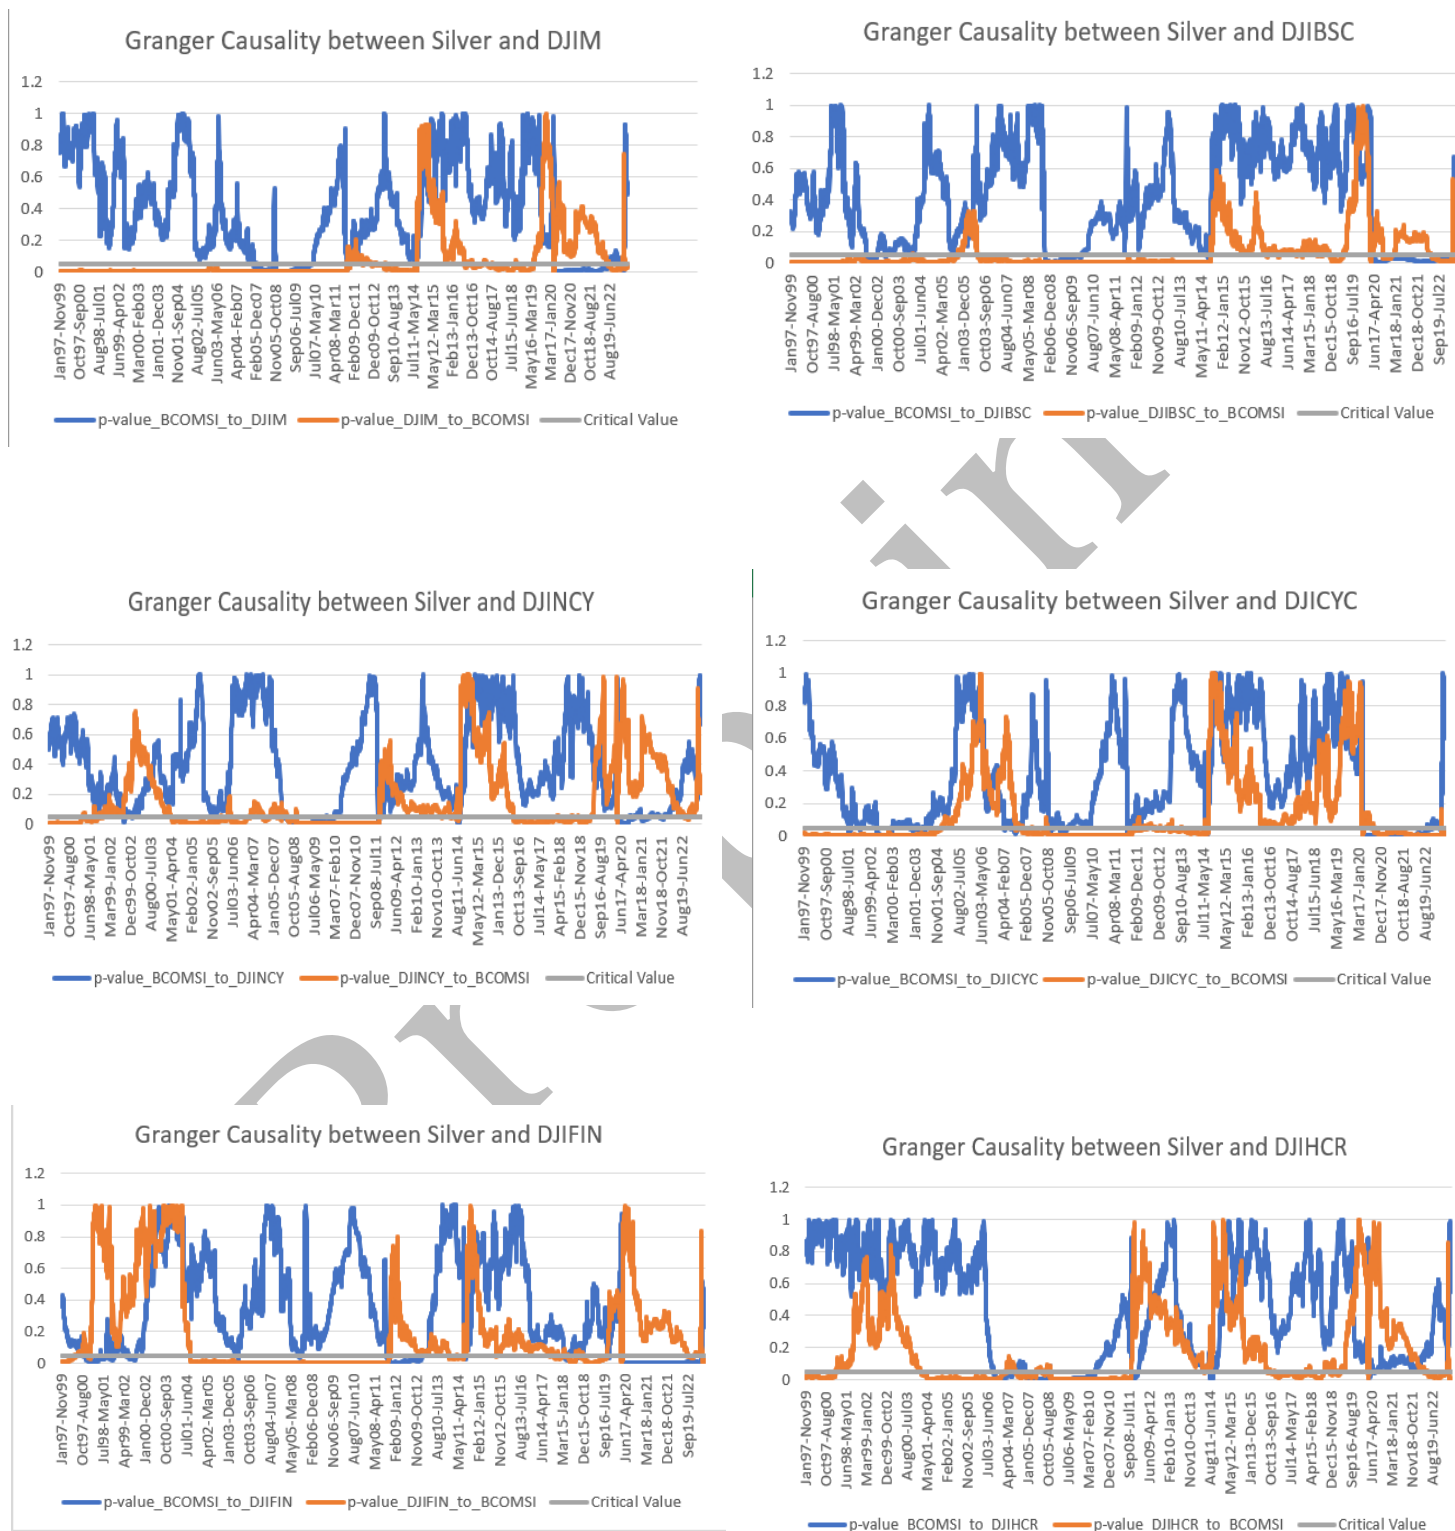 Granger Causality between Silver and DJIM
1.2
1
0.8
0.6
0.4
0.2
0
Jan97-Nov99
Oct97-Sep00
Aug98-Jul01
Jun99-Apr02
Mar00-Feb03
Jan01-Dec03
Nov01-Sep04
Aug02-Jul05
Jun03-May06
Apr04-Feb07
Feb05-Dec07
Nov05-Oct08
Sep06-Jul09
Jul07-May10
Apr08-Mar11
Feb09-Dec11
Dec09-Oct12
Sep10-Aug13
Jul11-May14
May12-Mar15
Feb13-Jan16
Dec13-Oct16
Oct14-Aug17
Jul15-Jun18
May16-Mar19
Mar17-Jan20
Dec17-Nov20
Oct18-Aug21
Aug19-Jun22
p-value_BCOMSI_to_DJIM
p-value_DJIM_to_BCOMSI
Critical Value
Granger Causality between Silver and DJIBSC
1.2
1
0.8
0.6
0.4
0.2
0
Jan97-Nov99
Oct97-Aug00
Jul98-May01
Apr99-Mar02
Jan00-Dec02
Oct00-Sep03
Jul01-Jun04
Apr02-Mar05
Jan03-Dec05
Oct03-Sep06
Aug04-Jun07
May05-Mar08
Feb06-Dec08
Nov06-Sep09
Aug07-Jun10
May08-Apr11
Feb09-Jan12
Nov09-Oct12
Aug10-Jul13
May11-Apr14
Feb12-Jan15
Nov12-Oct15
Aug13-Jul16
Jun14-Apr17
Mar15-Jan18
Dec15-Oct18
Sep16-Jul19
Jun17-Apr20
Mar18-Jan21
Dec18-Oct21
Sep19-Jul22
p-value_BCOMSI_to_DJIBSC
p-value_DJIBSC_to_BCOMSI
Critical Value
Granger Causality between Silver and DJINCY
1.2
1
0.8
0.6
0.4
0.2
0
Jan97-Nov99
Oct97-Aug00
Jun98-May01
Mar99-Jan02
Dec99-Oct02
Aug00-Jul03
May01-Apr04
Feb02-Jan05
Nov02-Sep05
Jul03-Jun06
Apr04-Mar07
Jan05-Dec07
Oct05-Aug08
Jul06-May09
Mar07-Feb10
Dec07-Nov10
Sep08-Jul11
Jun09-Apr12
Feb10-Jan13
Nov10-Oct13
Aug11-Jun14
May12-Mar15
Jan13-Dec15
Oct13-Sep16
Jul14-May17
Apr15-Feb18
Dec15-Nov18
Sep16-Aug19
Jun17-Apr20
Mar18-Jan21
Nov18-Oct21
Aug19-Jun22
p-value_BCOMSI_to_DJINCY
p-value_DJINCY_to_BCOMSI
Critical Value
Granger Causality between Silver and DJICYC
1.2
1
0.8
0.6
0.4
0.2
0
Jan97-Nov99
Oct97-Sep00
Aug98-Jul01
Jun99-Apr02
Mar00-Feb03
Jan01-Dec03
Nov01-Sep04
Aug02-Jul05
Jun03-May06
Apr04-Feb07
Feb05-Dec07
Nov05-Oct08
Sep06-Jul09
Jul07-May10
Apr08-Mar11
Feb09-Dec11
Dec09-Oct12
Sep10-Aug13
Jul11-May14
May12-Mar15
Feb13-Jan16
Dec13-Oct16
Oct14-Aug17
Jul15-Jun18
May16-Mar19
Mar17-Jan20
Dec17-Nov20
Oct18-Aug21
Aug19-Jun22
p-value_BCOMSI_to_DJICYC
p-value_DJICYC_to_BCOMSI
Critical Value
Granger Causality between Silver and DJIFIN
1.2
1
0.8
0.6
0.4
0.2
0
Jan97-Nov99
Oct97-Aug00
Jul98-May01
Apr99-Mar02
Jan00-Dec02
Oct00-Sep03
Jul01-Jun04
Apr02-Mar05
Jan03-Dec05
Oct03-Sep06
Aug04-Jun07
May05-Mar08
Feb06-Dec08
Nov06-Sep09
Aug07-Jun10
May08-Apr11
Feb09-Jan12
Nov09-Oct12
Aug10-Jul13
May11-Apr14
Feb12-Jan15
Nov12-Oct15
Aug13-Jul16
Jun14-Apr17
Mar15-Jan18
Dec15-Oct18
Sep16-Jul19
Jun17-Apr20
Mar18-Jan21
Dec18-Oct21
Sep19-Jul22
p-value_BCOMSI_to_DJIFIN
p-value_DJIFIN_to_BCOMSI
Critical Value
Granger Causality between Silver and DJIHCR
1.2
1
0.8
0.6
0.4
0.2
0
Jan97-Nov99
Oct97-Aug00
Jun98-May01
Mar99-Jan02
Dec99-Oct02
Aug00-Jul03
May01-Apr04
Feb02-Jan05
Nov02-Sep05
Jul03-Jun06
Apr04-Mar07
Jan05-Dec07
Oct05-Aug08
Jul06-May09
Mar07-Feb10
Dec07-Nov10
Sep08-Jul11
Jun09-Apr12
Feb10-Jan13
Nov10-Oct13
Aug11-Jun14
May12-Mar15
Jan13-Dec15
Oct13-Sep16
Jul14-May17
Apr15-Feb18
Dec15-Nov18
Sep16-Aug19
Jun17-Apr20
Mar18-Jan21
Nov18-Oct21
Aug19-Jun22
p-value_BCOMSI_to_DJIHCR
p-value_DJIHCR_to_BCOMSI
Critical Value